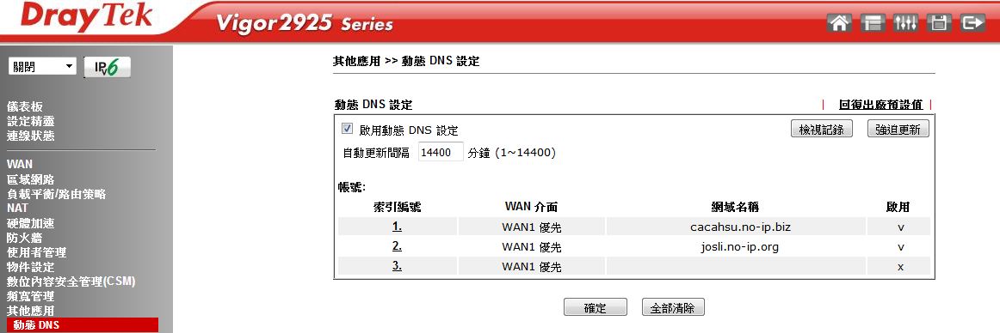 DrayTek
Vigor2925 Series
關閉
IPv6
儀表板
設定精靈
連線狀態
WAN
區域網路
負載平衡/路由策略
NAT
硬體加速
防火牆
使用者管理
物件設定
數位內容安全管理(CSM)
頻寬管理
其他應用
動態 DNS
其他應用 >> 動態 DNS 設定
動態 DNS 設定 | 回復出廠預設值 |
啟用動態 DNS 設定 檢視記錄 強迫更新
自動更新間隔 14400 分鐘 (1~14400)
帳號:
索引編號 WAN 介面 網域名稱 啟用
1. WAN1 優先 cacahsu.no-ip.biz v
2. WAN1 優先 josli.no-ip.org v
3. WAN1 優先 x
確定 全部清除